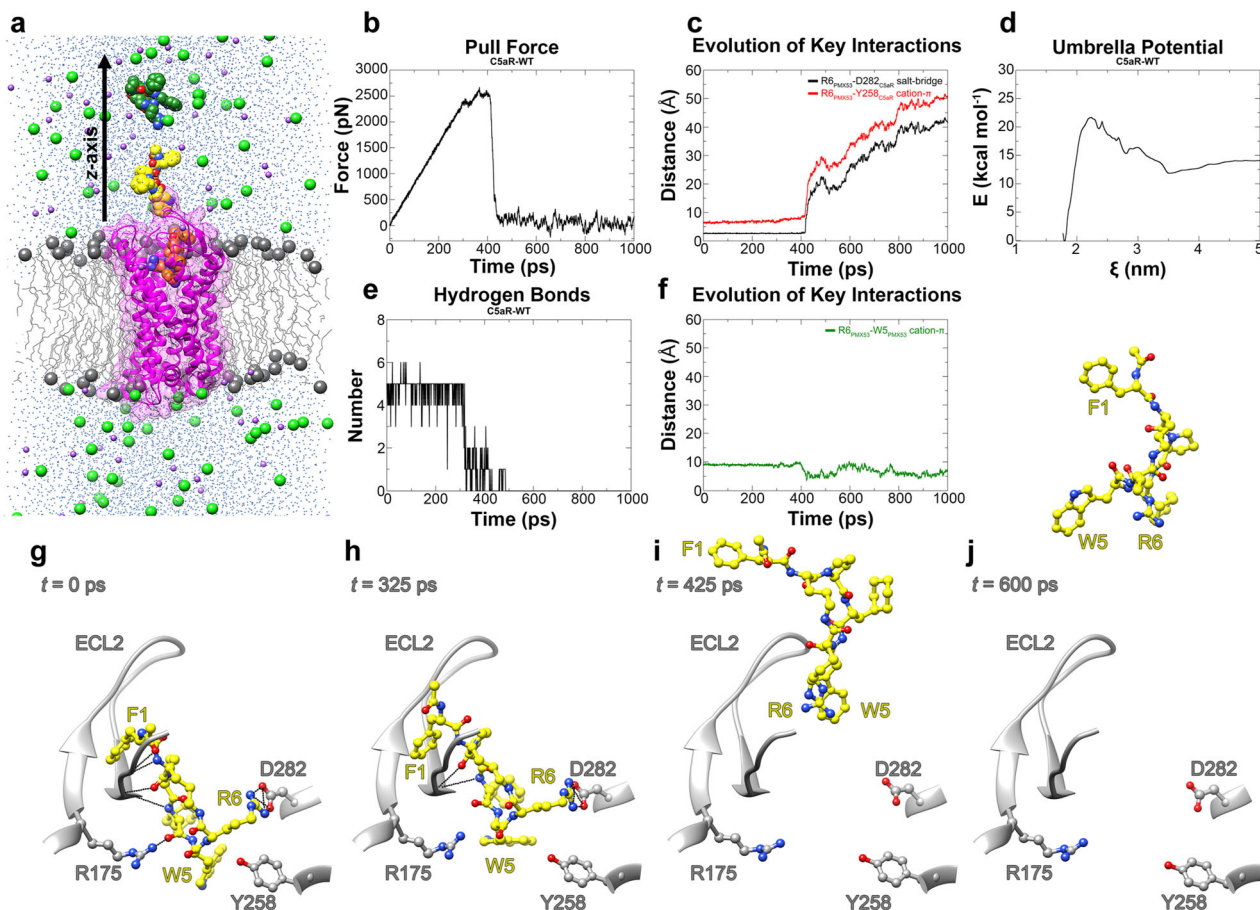 a
z-axis
b
Pull Force
C5aR-WT
Force (pN)
3000
2500
2000
1500
1000
500
0
0 200 400 600 800 1000
Time (ps)
c
Evolution of Key Interactions
R6PMX53-D282C5aR salt-bridge
R6PMX53-Y258C5aR cation-π
Distance (Å)
60
50
40
30
20
10
0
0 200 400 600 800 1000
Time (ps)
d
Umbrella Potential
C5aR-WT
E (kcal mol-1)
30
20
10
0
1 2 3 4 5
ξ (nm)
e
Hydrogen Bonds
C5aR-WT
Number
8
6
4
2
0
0 200 400 600 800 1000
Time (ps)
f
Evolution of Key Interactions
R6PMX53-W5PMX53 cation-π
Distance (Å)
60
50
40
30
20
10
0
0 200 400 600 800 1000
Time (ps)
F1
W5 R6
g
t = 0 ps
ECL2
F1
D282
R6
R175
W5
Y258
h
t = 325 ps
ECL2
F1
D282
R6
R175
W5
Y258
i
F1
t = 425 ps
ECL2
R6
W5
D282
R175
Y258
j
t = 600 ps
ECL2
D282
R175
Y258